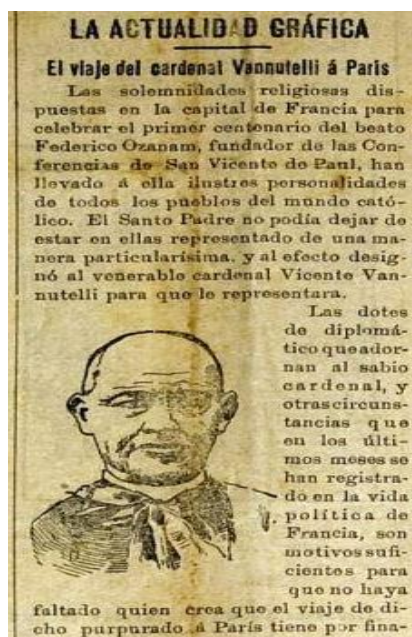 LA ACTUALIDAD GRÁFICA
El viaje del cardenal Vannutelli á Paris
Las solemnidades religiosas dis-
puestas en la capital de Francia para
celebrar el primer centenario del beato
Federico Ozanam, fundador de las Con-
ferencias de San Vicente de Paul, han
llevado á ella ilustres personalidades
de todos los pueblos del mundo cató-
lico. El Santo Padre no podía dejar de
estar en ellas representado de una ma-
nera particularísima, y al efecto desig-
nó al venerable cardenal Vicente Van-
nutelli para que le representara.
Las dotes
de diplomá-
tico que ador-
nan al sabio
cardenal, y
otras circuns-
tancias que
en los últi-
mos meses se
han registra-
do en la vida
política de
Francia, son
motivos sufi-
cientes para
que no haya
faltado quien crea que el viaje de di-
cho purpurado á París tiene por fina-